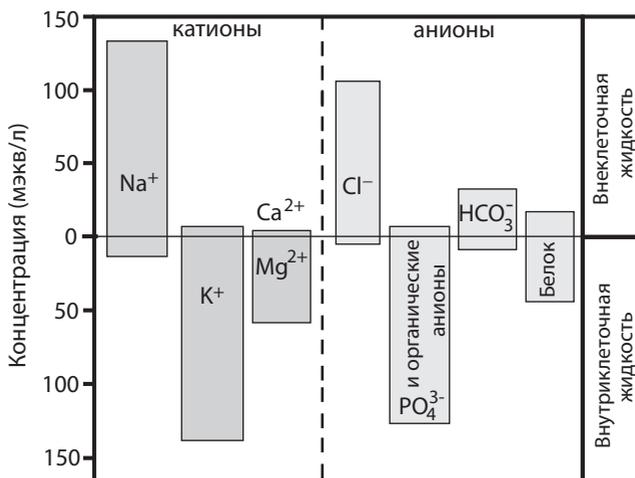 катионы
анионы
Концентрация (мэкв/л)
150
100
50
0
50
100
150
Na⁺
K⁺
Ca²⁺
Mg²⁺
Cl⁻
и органические
анионы
PO₄³⁻
HCO₃⁻
Белок
Внеклеточная
жидкость
Внутриклеточная
жидкость